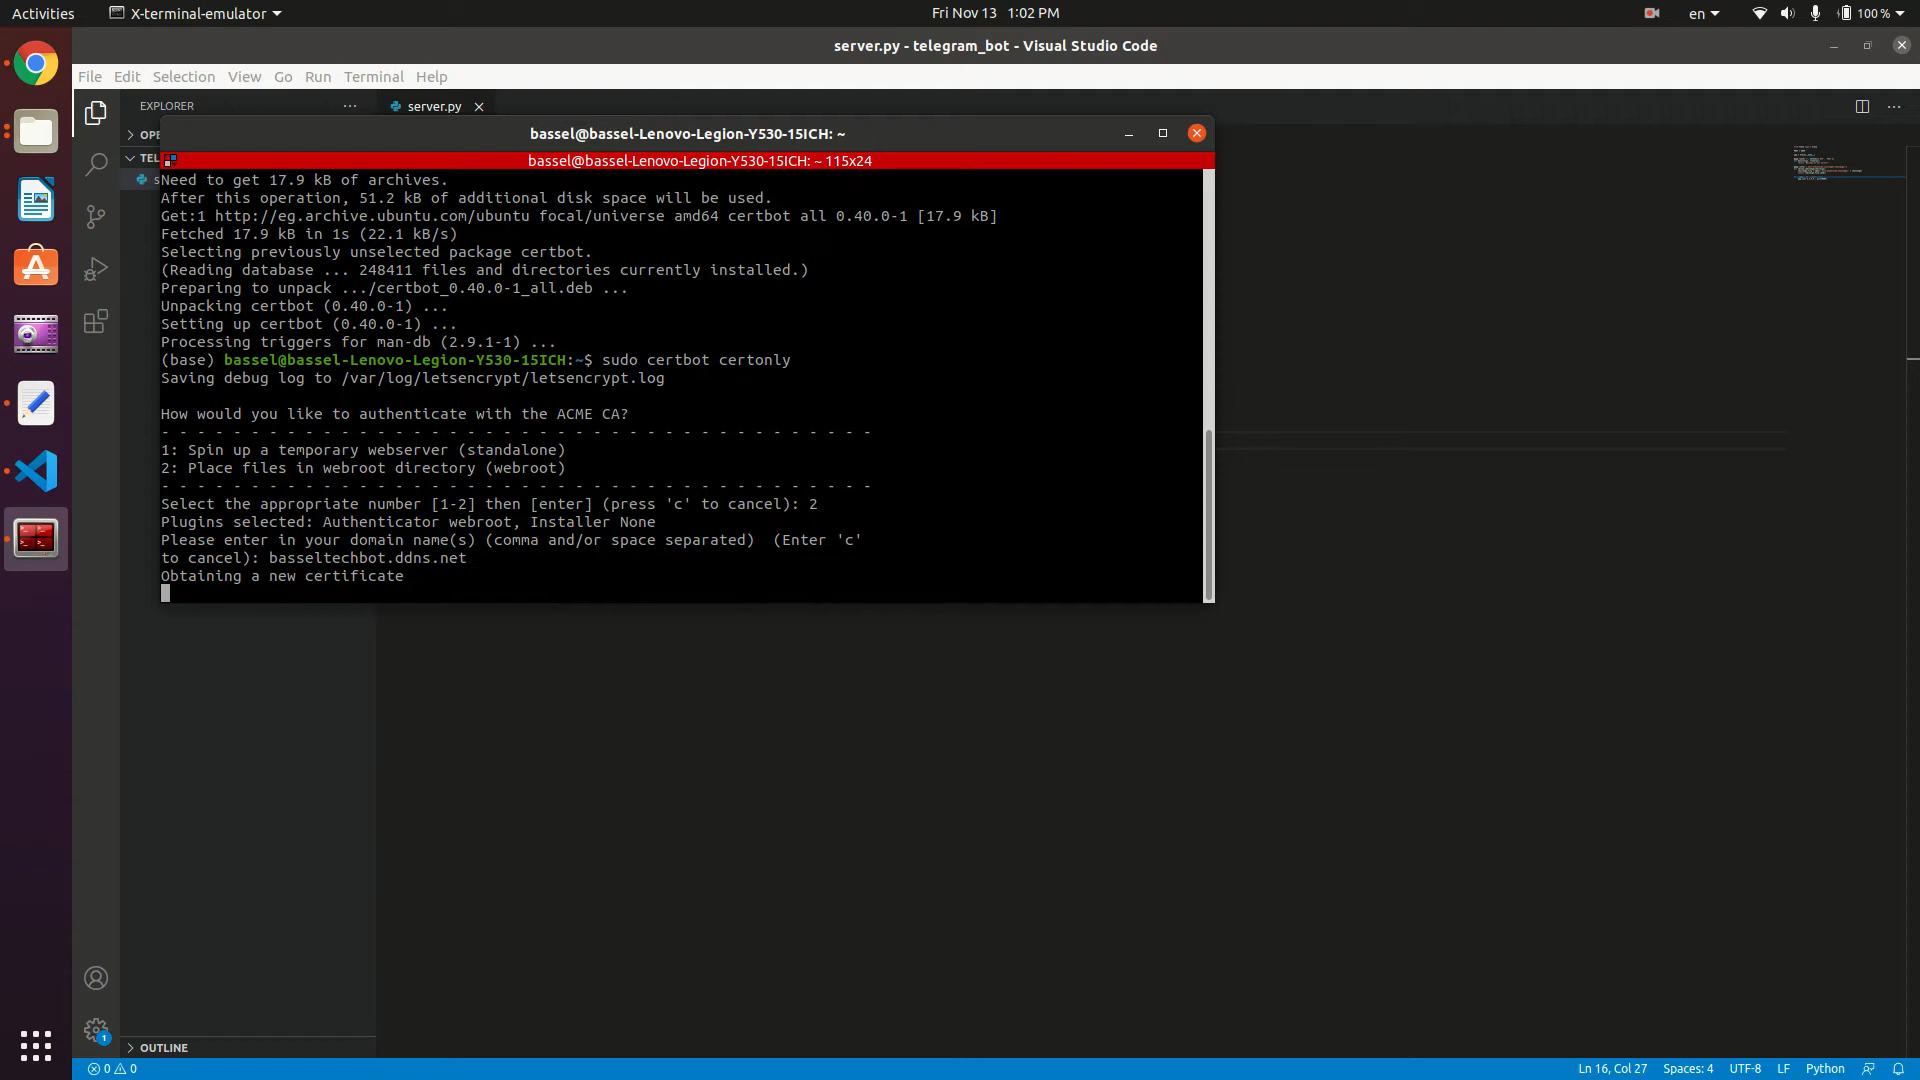 Activities
X-terminal-emulator
Fri Nov 13 1:02 PM
en
100 %
server.py - telegram_bot - Visual Studio Code
File Edit Selection View Go Run Terminal Help
EXPLORER
server.py
OPE
TEL
s
bassel@bassel-Lenovo-Legion-Y530-15ICH: ~
bassel@bassel-Lenovo-Legion-Y530-15ICH: ~ 115x24
Need to get 17.9 kB of archives.
After this operation, 51.2 kB of additional disk space will be used.
Get:1 http://eg.archive.ubuntu.com/ubuntu focal/universe amd64 certbot all 0.40.0-1 [17.9 kB]
Fetched 17.9 kB in 1s (22.1 kB/s)
Selecting previously unselected package certbot.
(Reading database ... 248411 files and directories currently installed.)
Preparing to unpack .../certbot_0.40.0-1_all.deb ...
Unpacking certbot (0.40.0-1) ...
Setting up certbot (0.40.0-1) ...
Processing triggers for man-db (2.9.1-1) ...
(base) bassel@bassel-Lenovo-Legion-Y530-15ICH:~$ sudo certbot certonly
Saving debug log to /var/log/letsencrypt/letsencrypt.log
How would you like to authenticate with the ACME CA?
- - - - - - - - - - - - - - - - - - - - - - - - - - - - - - - - - - - - - - - -
1: Spin up a temporary webserver (standalone)
2: Place files in webroot directory (webroot)
- - - - - - - - - - - - - - - - - - - - - - - - - - - - - - - - - - - - - - - -
Select the appropriate number [1-2] then [enter] (press 'c' to cancel): 2
Plugins selected: Authenticator webroot, Installer None
Please enter in your domain name(s) (comma and/or space separated)  (Enter 'c'
to cancel): basseltechbot.ddns.net
Obtaining a new certificate
1
OUTLINE
0 0
Ln 16, Col 27 Spaces: 4 UTF-8 LF Python